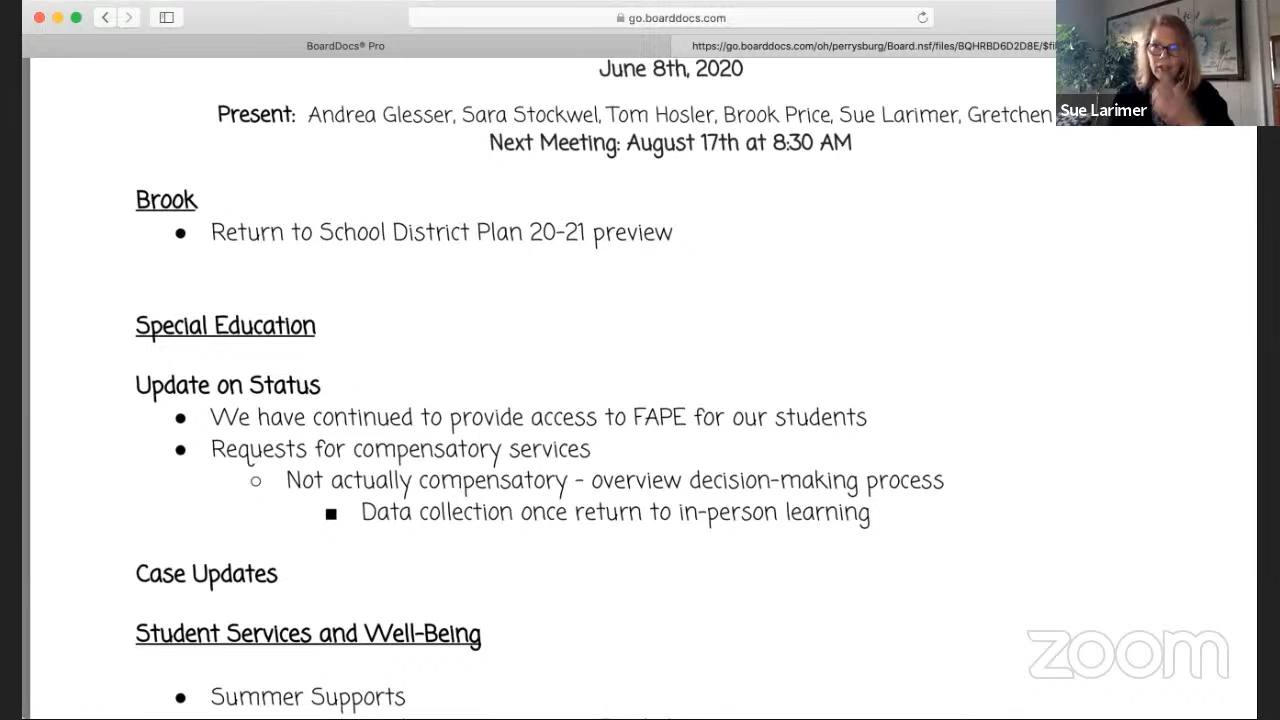 go.boarddocs.com
BoardDocs® Pro
https://go.boarddocs.com/oh/perrysburg/Board.nsf/files/BQHRBD6D2D8E/$fil
June 8th, 2020
Sue Larimer
Present: Andrea Glesser, Sara Stockwel, Tom Hosler, Brook Price, Sue Larimer, Gretchen
Next Meeting: August 17th at 8:30 AM
Brook
● Return to School District Plan 20-21 preview
Special Education
Update on Status
● We have continued to provide access to FAPE for our students
● Requests for compensatory services
○ Not actually compensatory - overview decision-making process
■ Data collection once return to in-person learning
Case Updates
Student Services and Well-Being
● Summer Supports
zoom